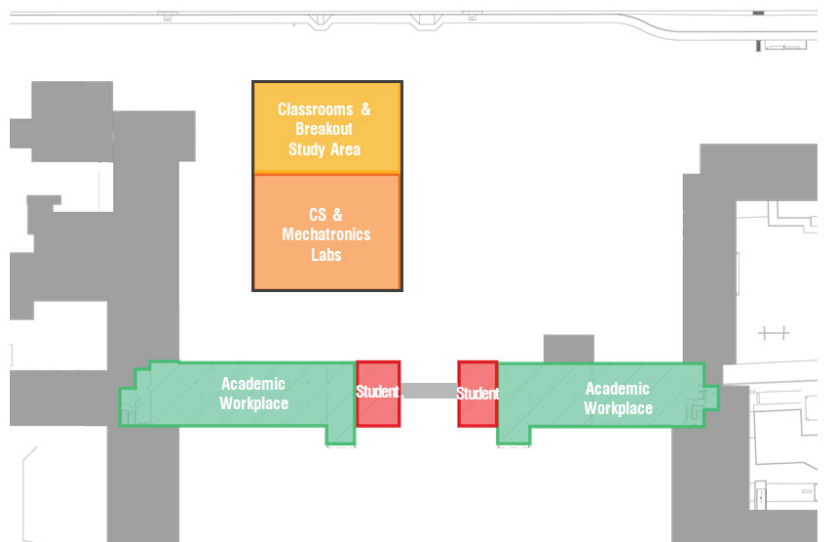 Classrooms &
Breakout
Study Area
CS &
Mechatronics
Labs
Academic
Workplace
Student
Student
Academic
Workplace